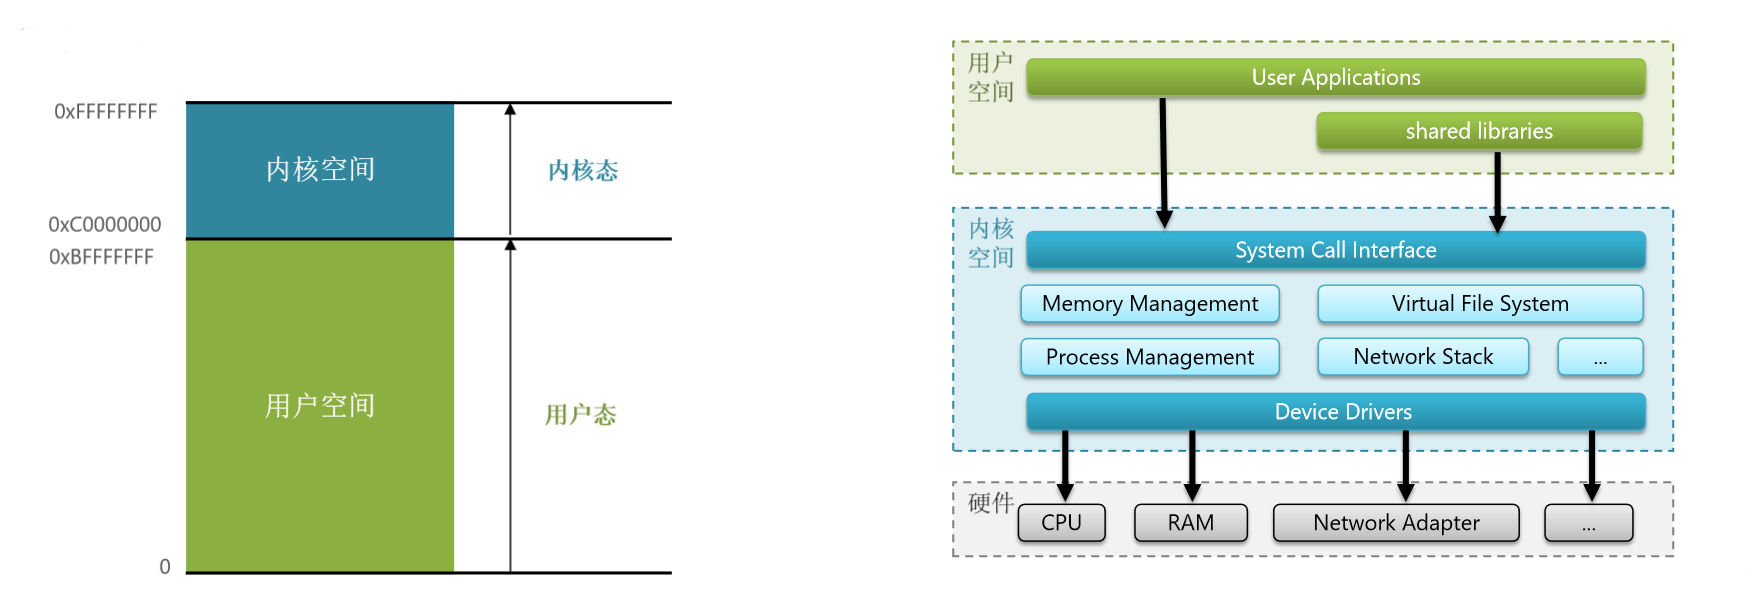 0xFFFFFFFF
内核空间
内核态
0xC0000000
0xBFFFFFFF
用户空间
用户态
0
用户
空间
User Applications
shared libraries
内核
空间
System Call Interface
Memory Management
Virtual File System
Process Management
Network Stack
...
Device Drivers
硬件
CPU
RAM
Network Adapter
...